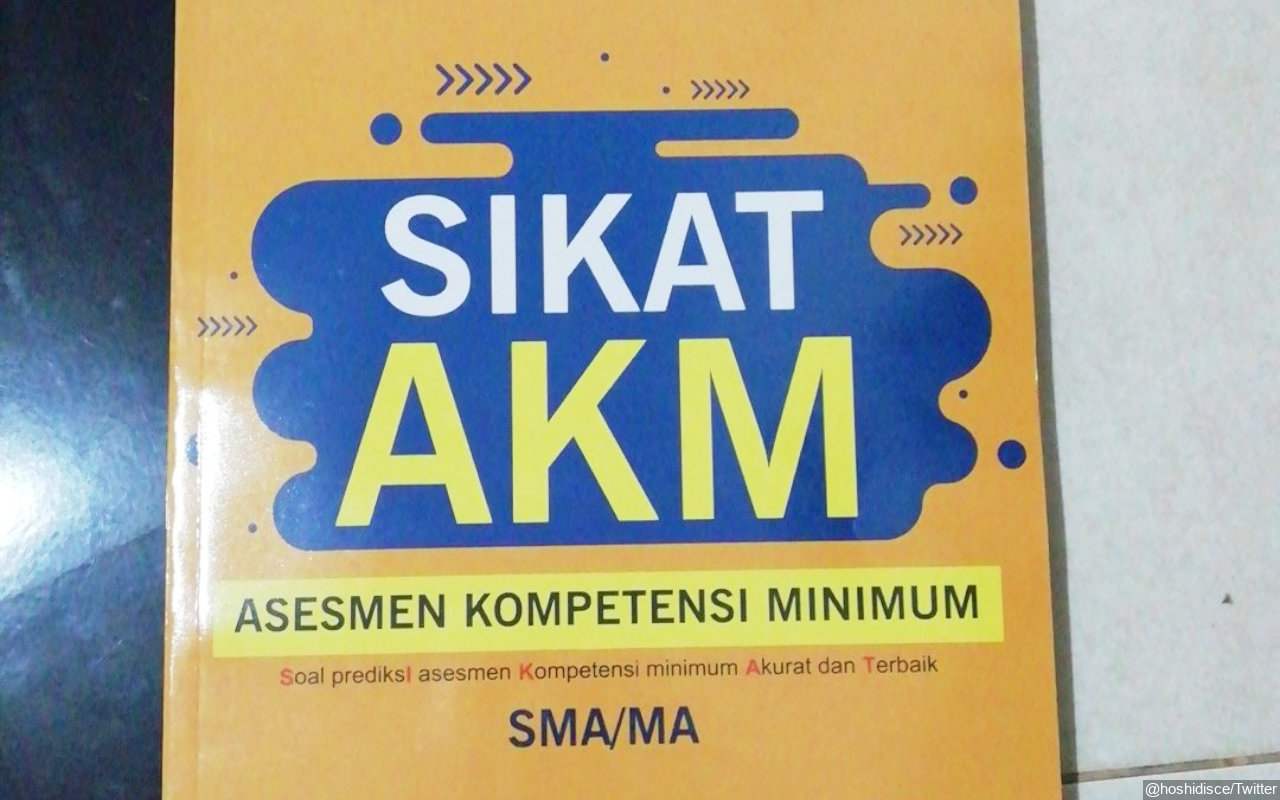 SIKAT
AKM
ASESMEN KOMPETENSI MINIMUM
Soal prediksI asesmen Kompetensi minimum Akurat dan Terbaik
SMA/MA
@hoshidisce/Twitter